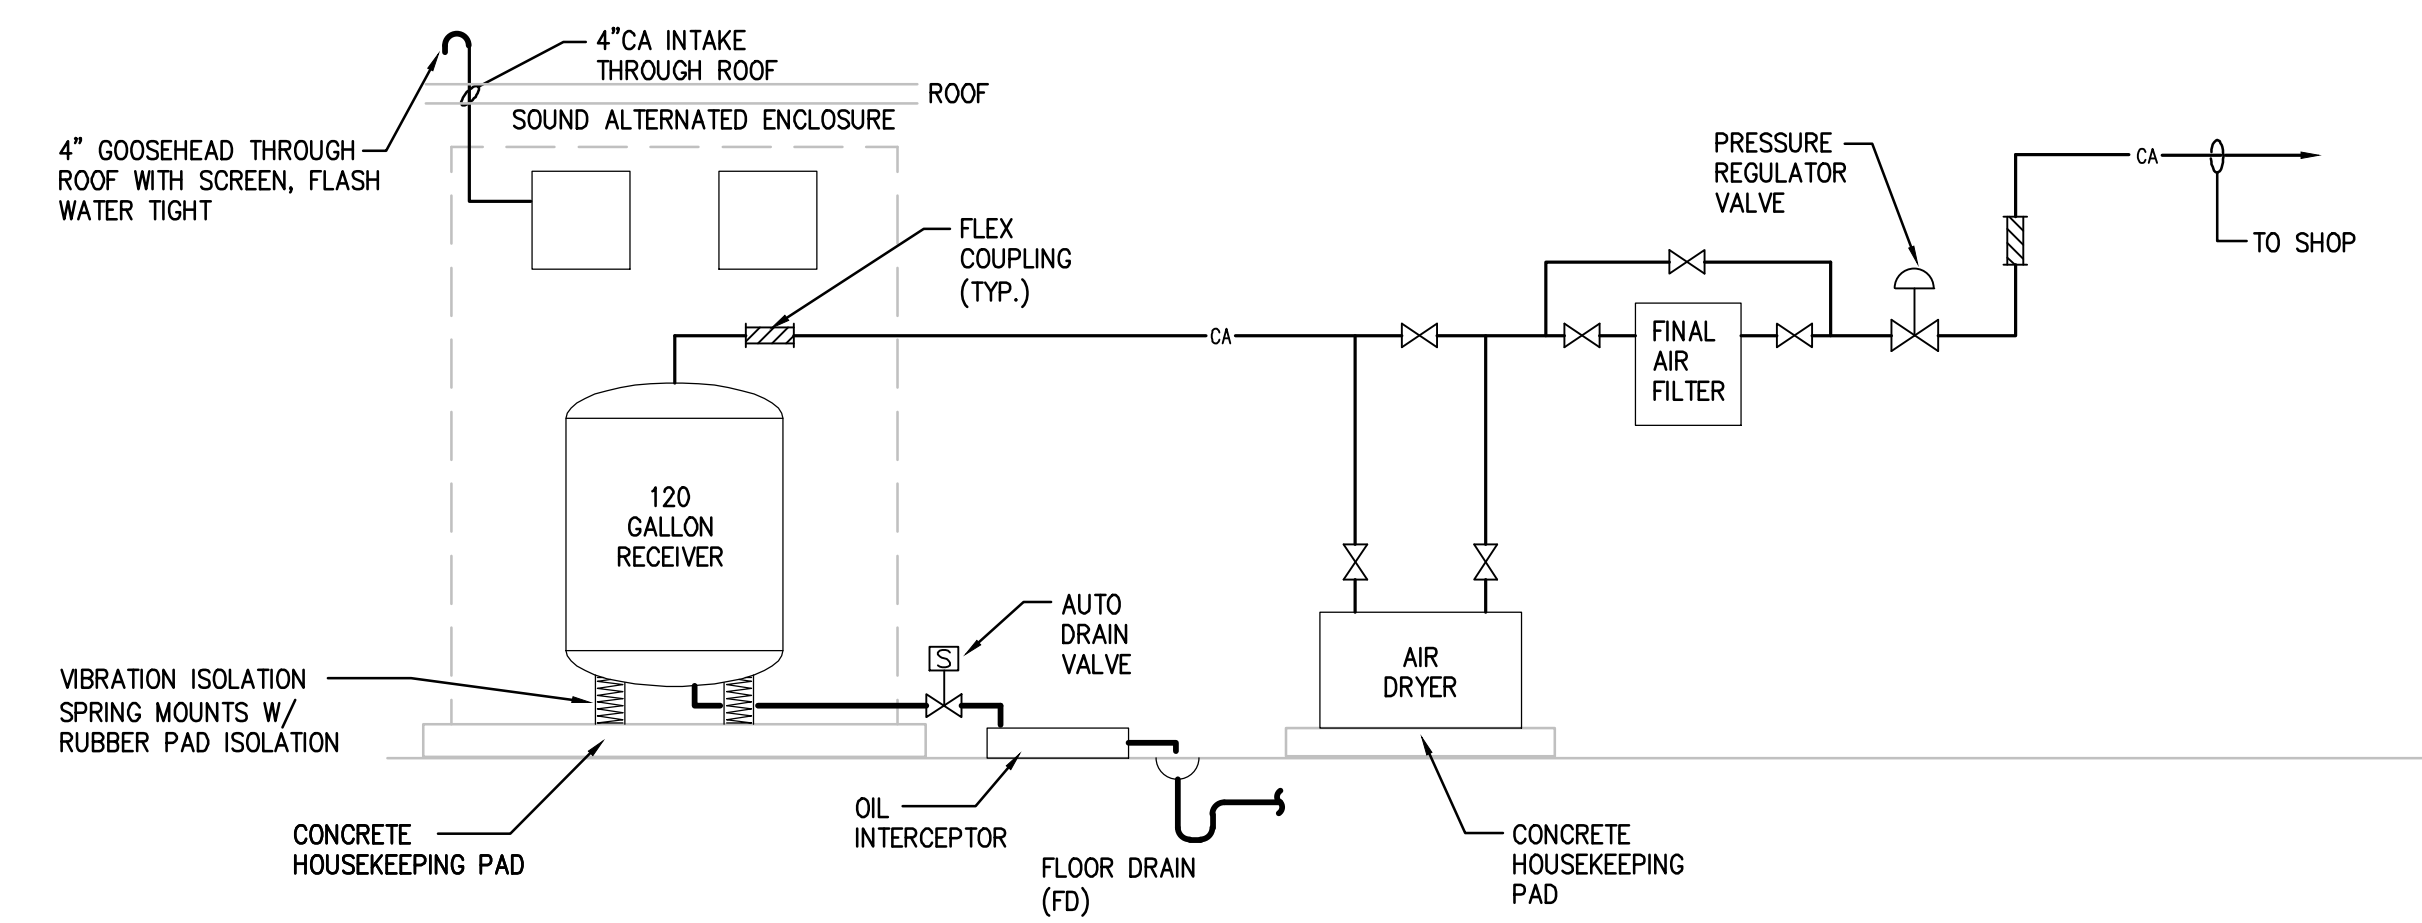 4"CA INTAKE
THROUGH ROOF
ROOF
SOUND ALTERNATED ENCLOSURE
4" GOOSEHEAD THROUGH
ROOF WITH SCREEN, FLASH
WATER TIGHT
PRESSURE
REGULATOR
VALVE
CA
TO SHOP
FLEX
COUPLING
(TYP.)
CA
FINAL
AIR
FILTER
120
GALLON
RECEIVER
AUTO
DRAIN
VALVE
S
AIR
DRYER
VIBRATION ISOLATION
SPRING MOUNTS W/
RUBBER PAD ISOLATION
CONCRETE
HOUSEKEEPING PAD
OIL
INTERCEPTOR
FLOOR DRAIN
(FD)
CONCRETE
HOUSEKEEPING
PAD